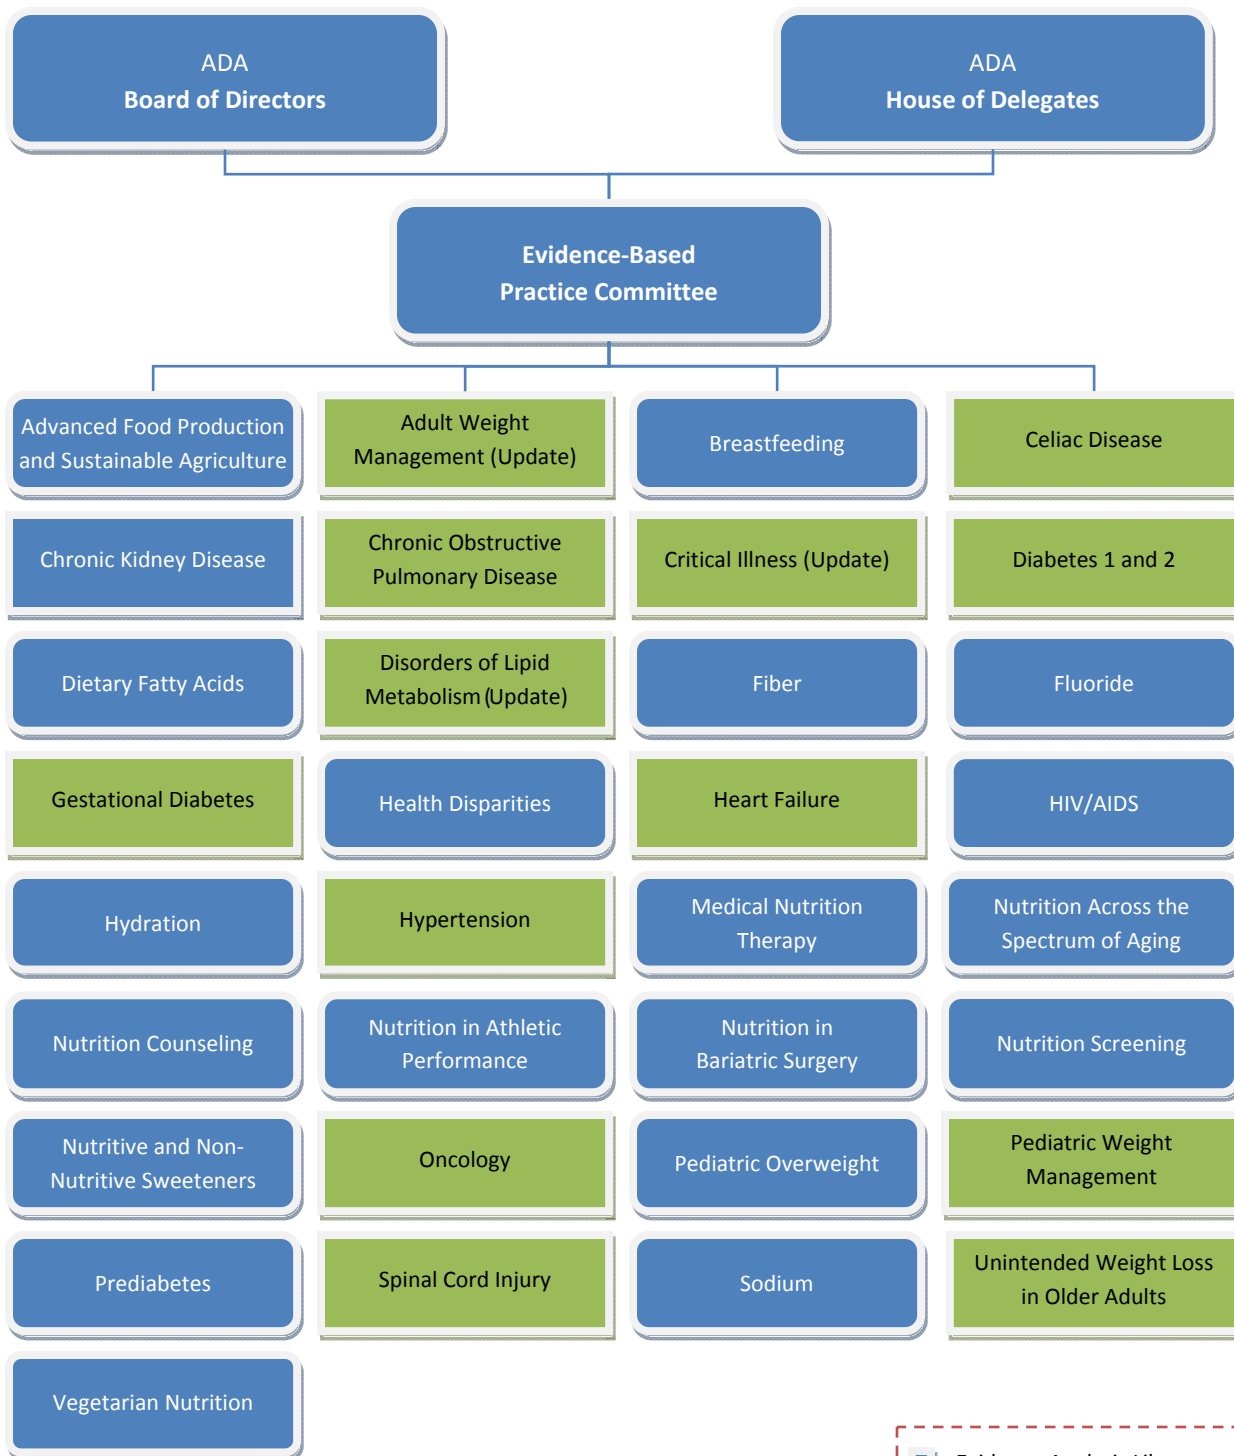 ADA
Board of Directors
ADA
House of Delegates
Evidence-Based
Practice Committee
Advanced Food Production
and Sustainable Agriculture
Adult Weight
Management (Update)
Breastfeeding
Celiac Disease
Chronic Kidney Disease
Chronic Obstructive
Pulmonary Disease
Critical Illness (Update)
Diabetes 1 and 2
Dietary Fatty Acids
Disorders of Lipid
Metabolism (Update)
Fiber
Fluoride
Gestational Diabetes
Health Disparities
Heart Failure
HIV/AIDS
Hydration
Hypertension
Medical Nutrition
Therapy
Nutrition Across the
Spectrum of Aging
Nutrition Counseling
Nutrition in Athletic
Performance
Nutrition in
Bariatric Surgery
Nutrition Screening
Nutritive and Non-
Nutritive Sweeteners
Oncology
Pediatric Overweight
Pediatric Weight
Management
Prediabetes
Spinal Cord Injury
Sodium
Unintended Weight Loss
in Older Adults
Vegetarian Nutrition